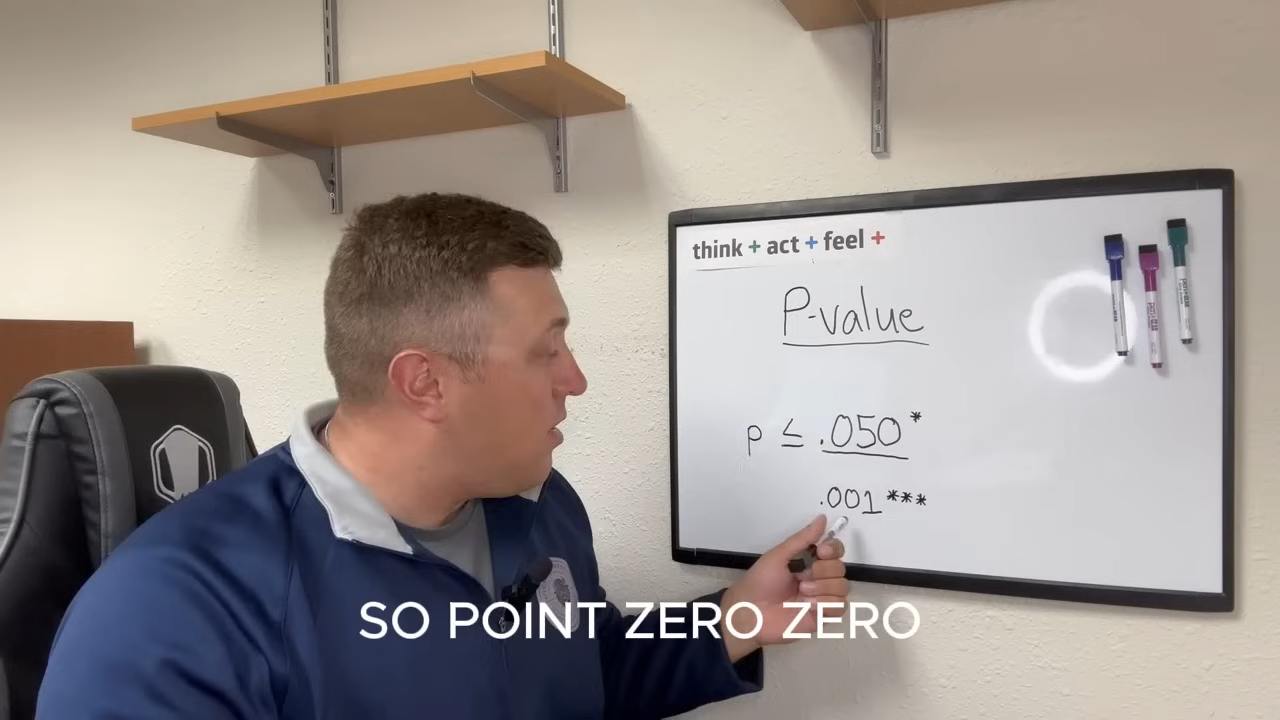 think + act + feel +
P-value
p ≤ .050*
.001***
SO POINT ZERO ZERO